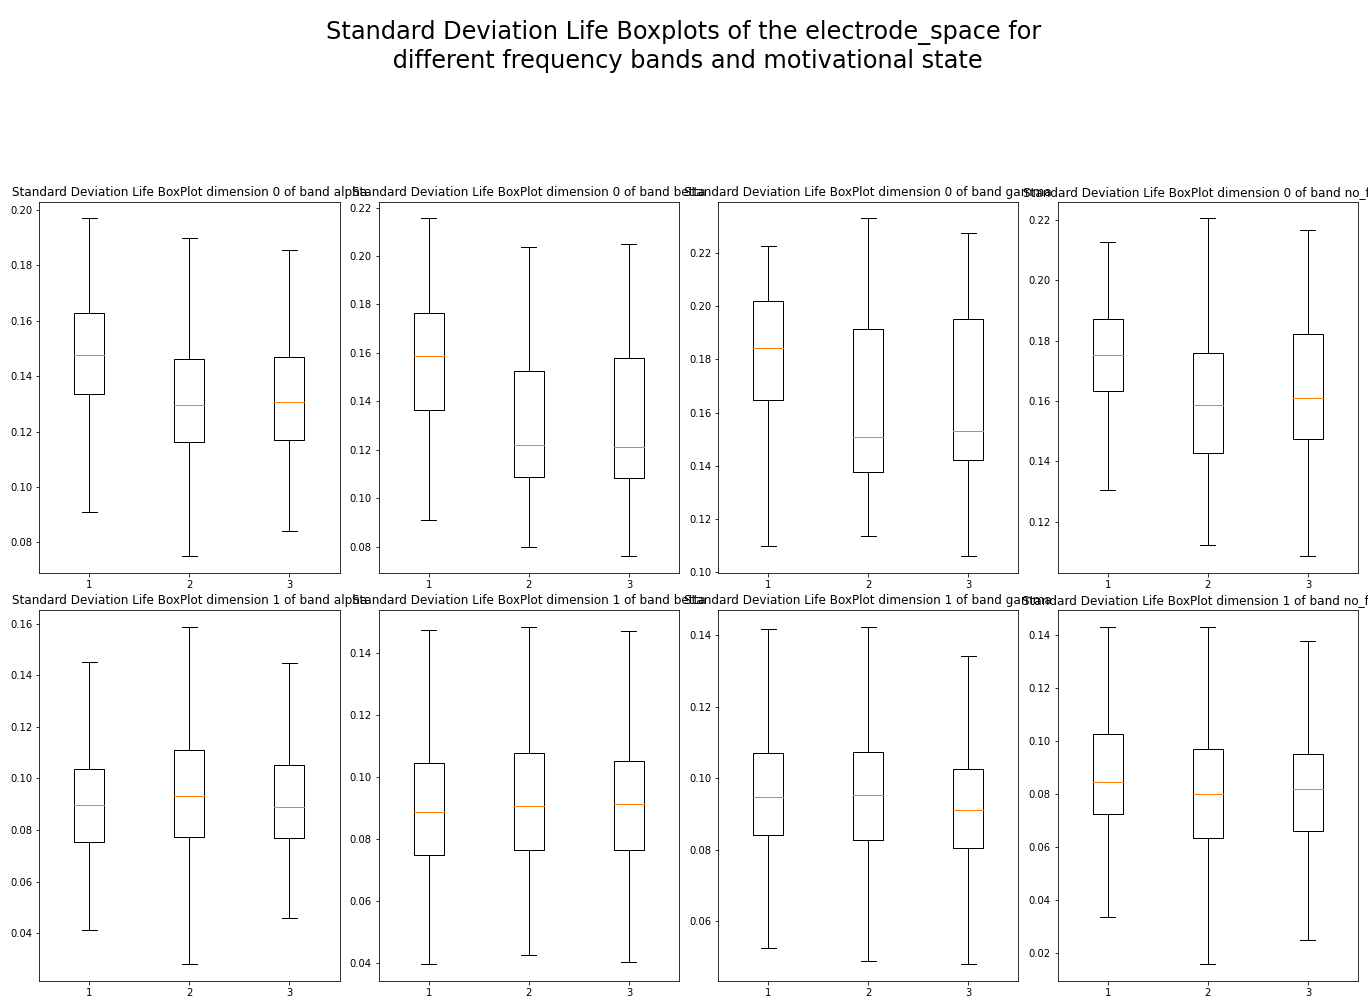 Standard Deviation Life Boxplots of the electrode_space for
different frequency bands and motivational state
Standard Deviation Life BoxPlot dimension 0 of band alpha
Standard Deviation Life BoxPlot dimension 0 of band betta
Standard Deviation Life BoxPlot dimension 0 of band gamma
Standard Deviation Life BoxPlot dimension 0 of band no_f
0.20
0.18
0.16
0.14
0.12
0.10
0.08
1 2 3
0.22
0.20
0.18
0.16
0.14
0.12
0.10
0.08
1 2 3
0.22
0.20
0.18
0.16
0.14
0.12
0.10
1 2 3
0.22
0.20
0.18
0.16
0.14
0.12
1 2 3
Standard Deviation Life BoxPlot dimension 1 of band alpha
Standard Deviation Life BoxPlot dimension 1 of band betta
Standard Deviation Life BoxPlot dimension 1 of band gamma
Standard Deviation Life BoxPlot dimension 1 of band no_f
0.16
0.14
0.12
0.10
0.08
0.06
0.04
1 2 3
0.14
0.12
0.10
0.08
0.06
0.04
1 2 3
0.14
0.12
0.10
0.08
0.06
1 2 3
0.14
0.12
0.10
0.08
0.06
0.04
0.02
1 2 3